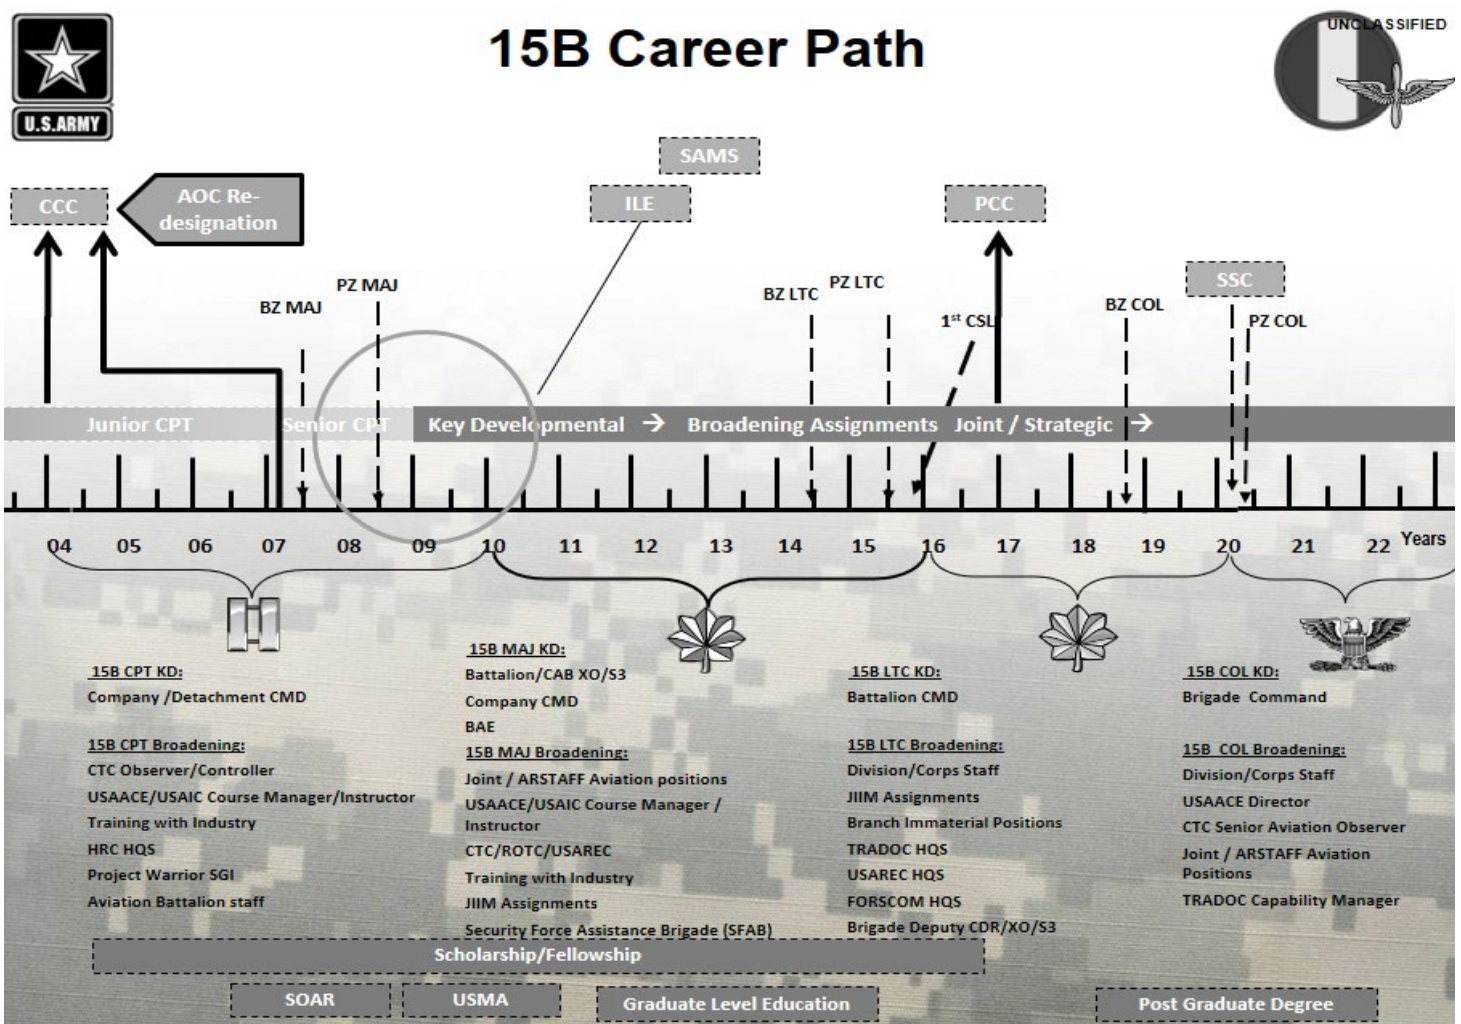 15B Career Path
UNCLASSIFIED
U.S.ARMY
SAMS
CCC
AOC Re-
designation
ILE
PCC
SSC
BZ MAJ
PZ MAJ
BZ LTC
PZ LTC
1st CSL
BZ COL
PZ COL
Junior CPT
Senior CPT
Key Developmental → Broadening Assignments Joint / Strategic →
04 05 06 07 08 09 10 11 12 13 14 15 16 17 18 19 20 21 22 Years
15B CPT KD:
Company /Detachment CMD
15B CPT Broadening:
CTC Observer/Controller
USAACE/USAIC Course Manager/Instructor
Training with Industry
HRC HQS
Project Warrior SGI
Aviation Battalion staff
15B MAJ KD:
Battalion/CAB XO/S3
Company CMD
BAE
15B MAJ Broadening:
Joint / ARSTAFF Aviation positions
USAACE/USAIC Course Manager /
Instructor
CTC/ROTC/USAREC
Training with Industry
JIIM Assignments
Security Force Assistance Brigade (SFAB)
15B LTC KD:
Battalion CMD
15B LTC Broadening:
Division/Corps Staff
JIIM Assignments
Branch Immaterial Positions
TRADOC HQS
USAREC HQS
FORSCOM HQS
Brigade Deputy CDR/XO/S3
15B COL KD:
Brigade Command
15B COL Broadening:
Division/Corps Staff
USAACE Director
CTC Senior Aviation Observer
Joint / ARSTAFF Aviation
Positions
TRADOC Capability Manager
Scholarship/Fellowship
SOAR
USMA
Graduate Level Education
Post Graduate Degree